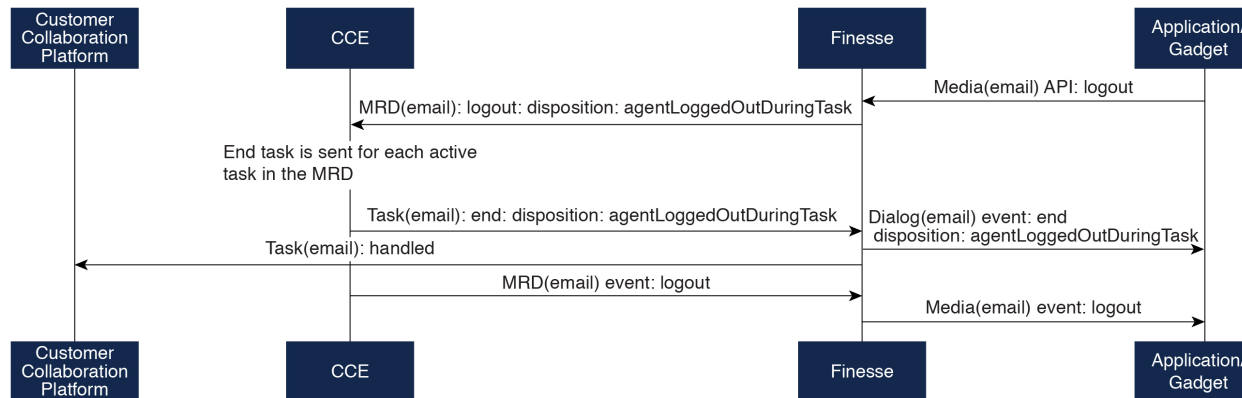 Customer
Collaboration
Platform
CCE
Finesse
Application/
Gadget
Media(email) API: logout
MRD(email): logout: disposition: agentLoggedOutDuringTask
End task is sent for each active
task in the MRD
Task(email): end: disposition: agentLoggedOutDuringTask
Dialog(email) event: end
disposition: agentLoggedOutDuringTask
Task(email): handled
MRD(email) event: logout
Media(email) event: logout
Customer
Collaboration
Platform
CCE
Finesse
Application/
Gadget